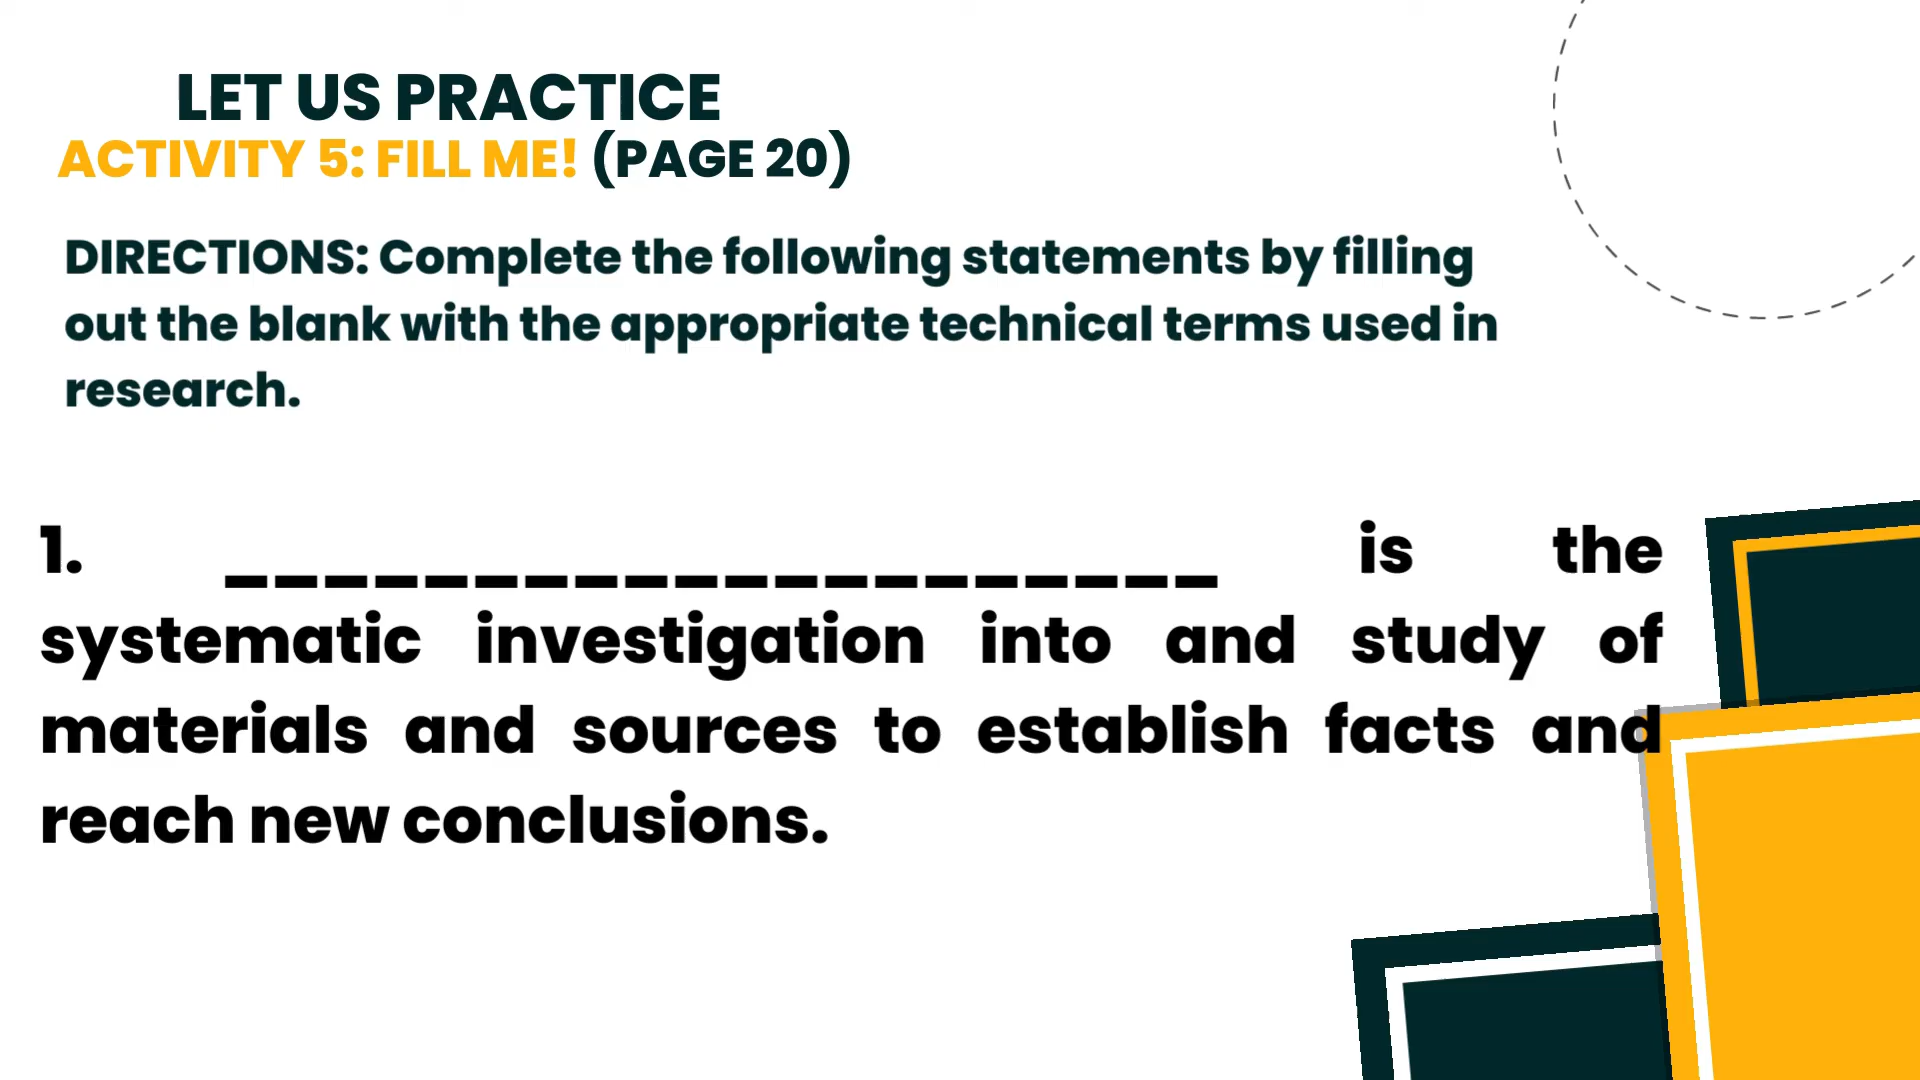 LET US PRACTICE
ACTIVITY 5: FILL ME! (PAGE 20)
DIRECTIONS: Complete the following statements by filling
out the blank with the appropriate technical terms used in
research.
1. ____________________ is the
systematic investigation into and study of
materials and sources to establish facts and
reach new conclusions.